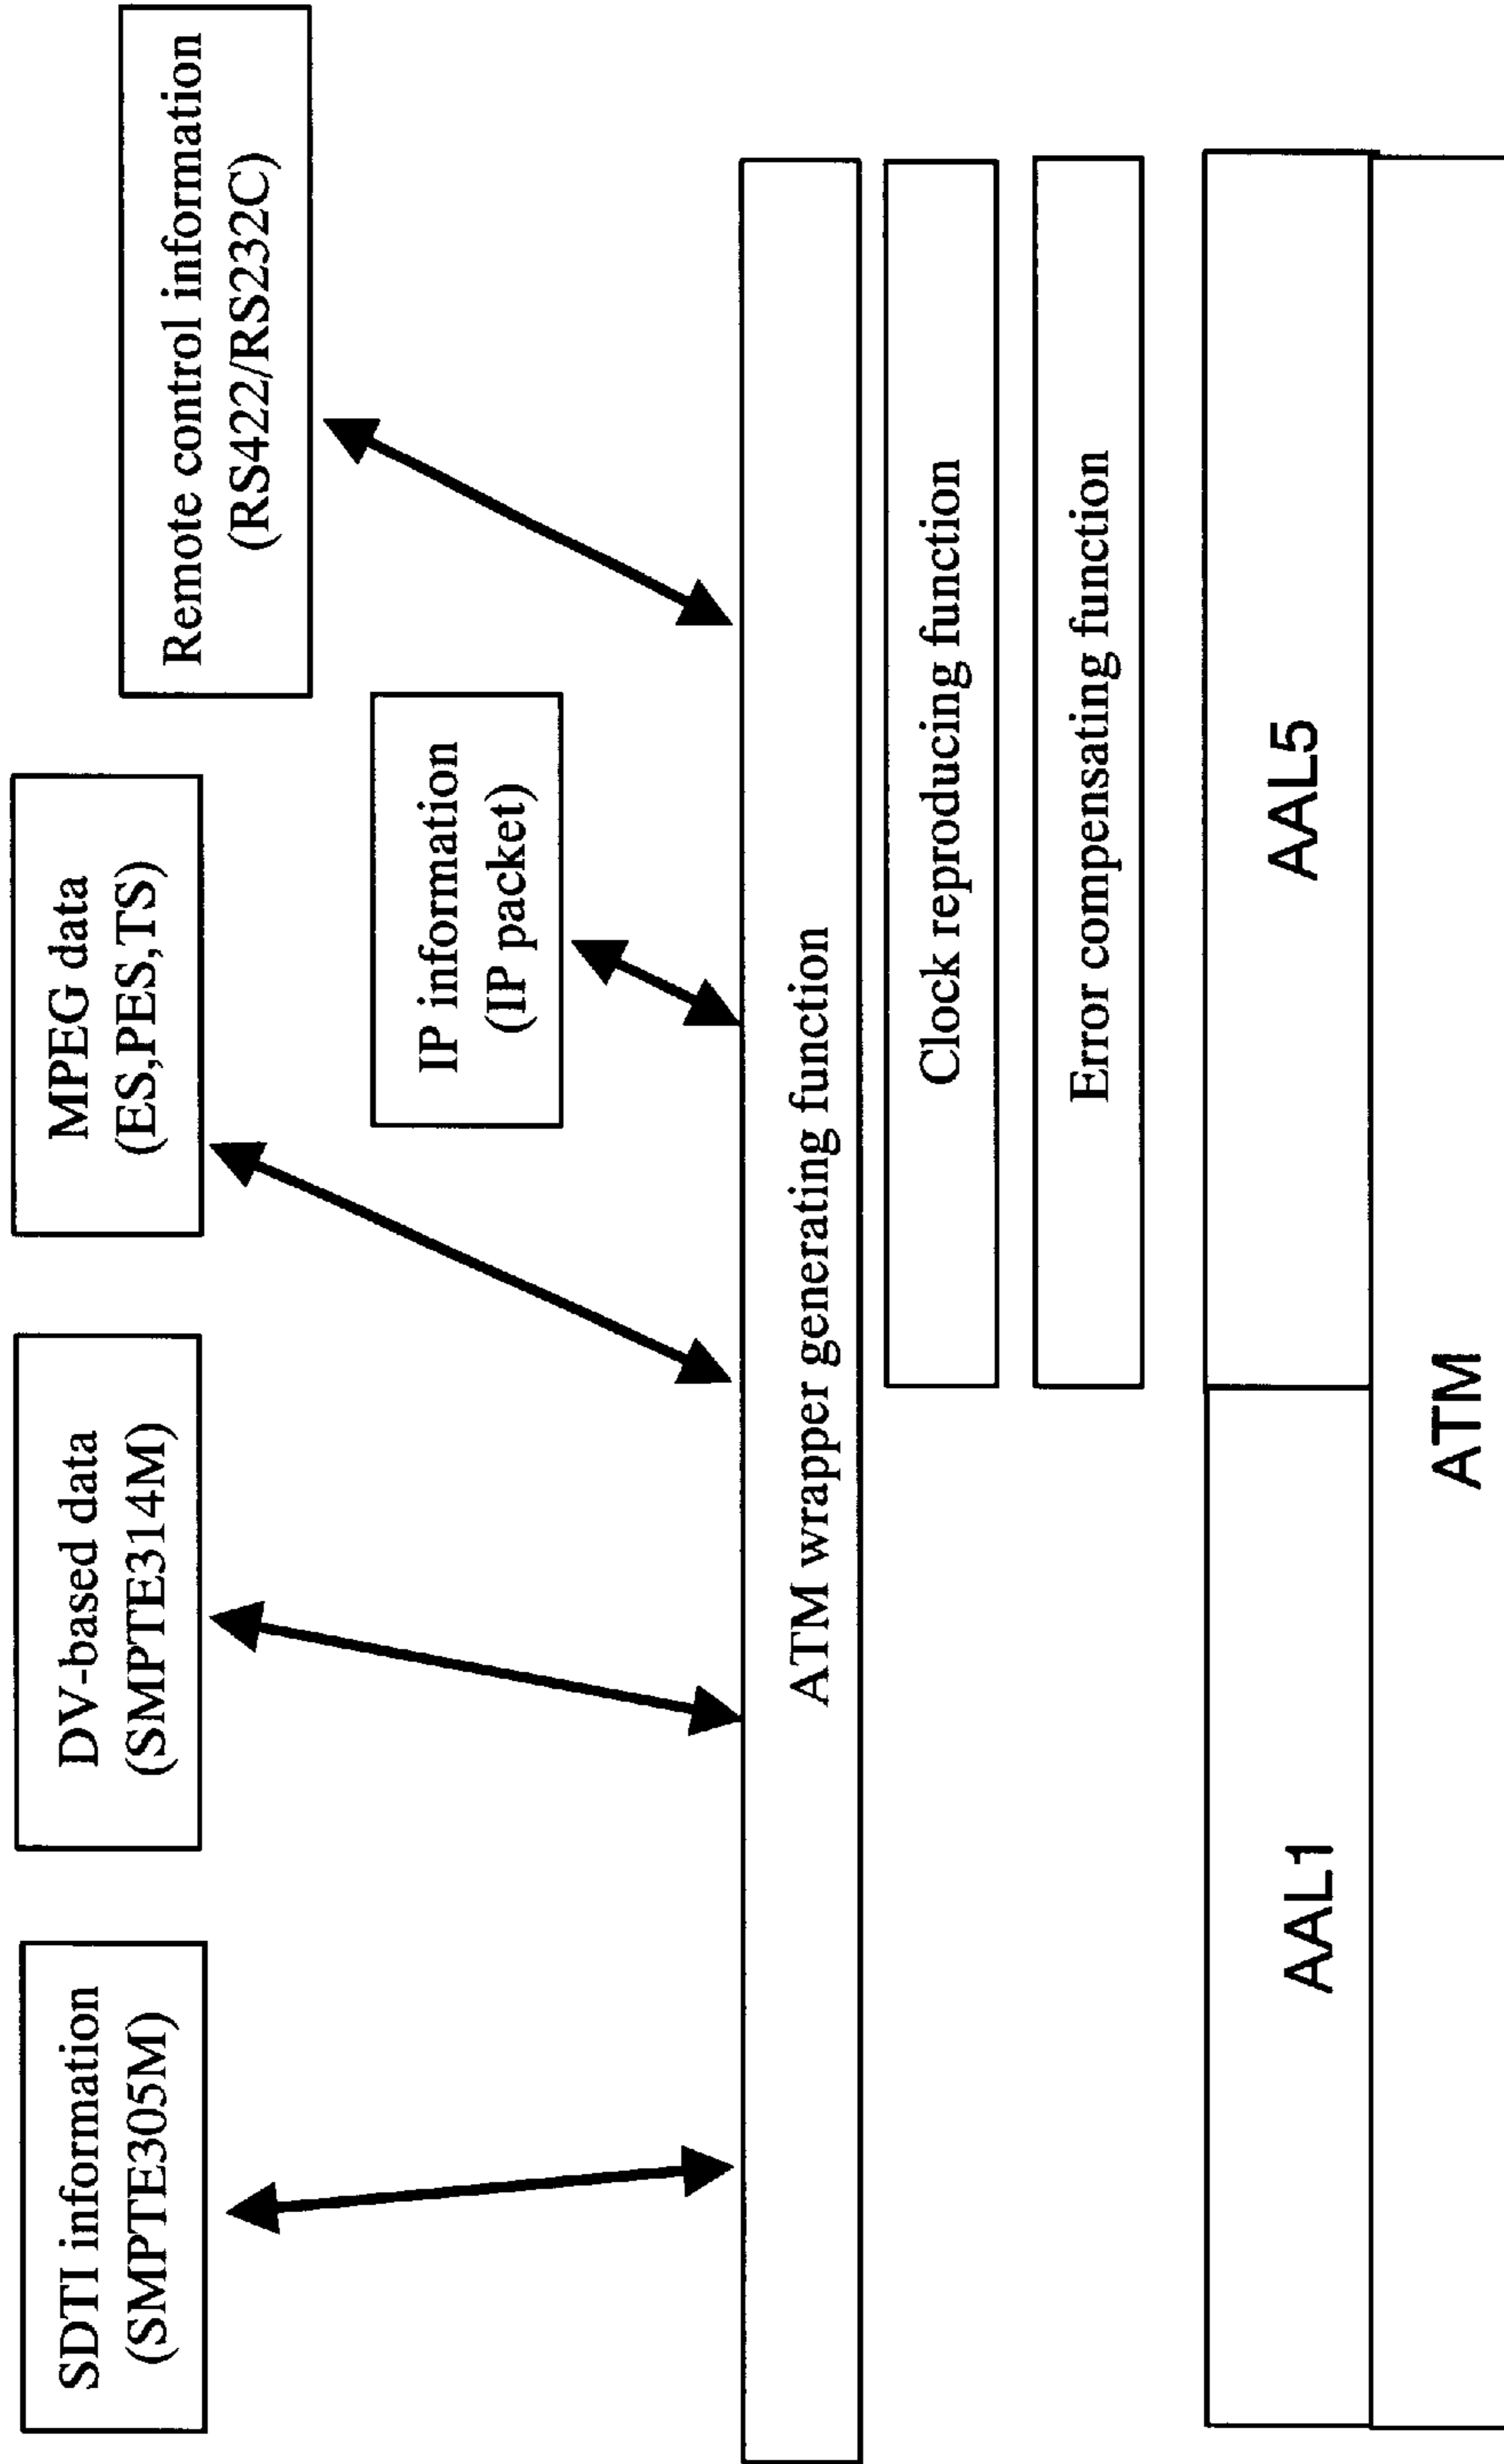 SDTI information
(SMPTE305M)
DV-based data
(SMPTE314M)
MPEG data
(ES,PES,TS)
Remote control information
(RS422/RS232C)
IP information
(IP packet)
ATM wrapper generating function
Clock reproducing function
Error compensating function
AAL1
AAL5
ATM